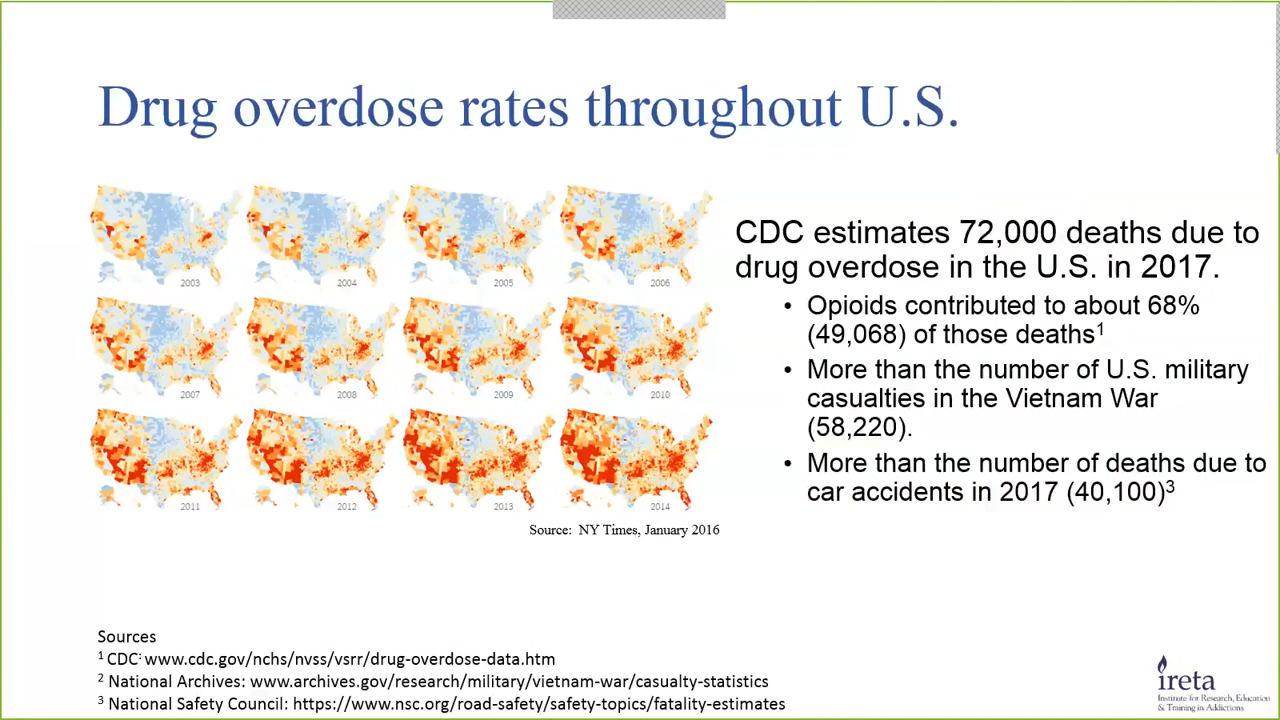 Drug overdose rates throughout U.S.
2003
2004
2005
2006
2007
2008
2009
2010
2011
2012
2013
2014
Source: NY Times, January 2016
CDC estimates 72,000 deaths due to
drug overdose in the U.S. in 2017.
• Opioids contributed to about 68%
(49,068) of those deaths1
• More than the number of U.S. military
casualties in the Vietnam War
(58,220).
• More than the number of deaths due to
car accidents in 2017 (40,100)3
Sources
1 CDC: www.cdc.gov/nchs/nvss/vsrr/drug-overdose-data.htm
2 National Archives: www.archives.gov/research/military/vietnam-war/casualty-statistics
3 National Safety Council: https://www.nsc.org/road-safety/safety-topics/fatality-estimates
ireta
Institute for Research, Education
& Training in Addictions